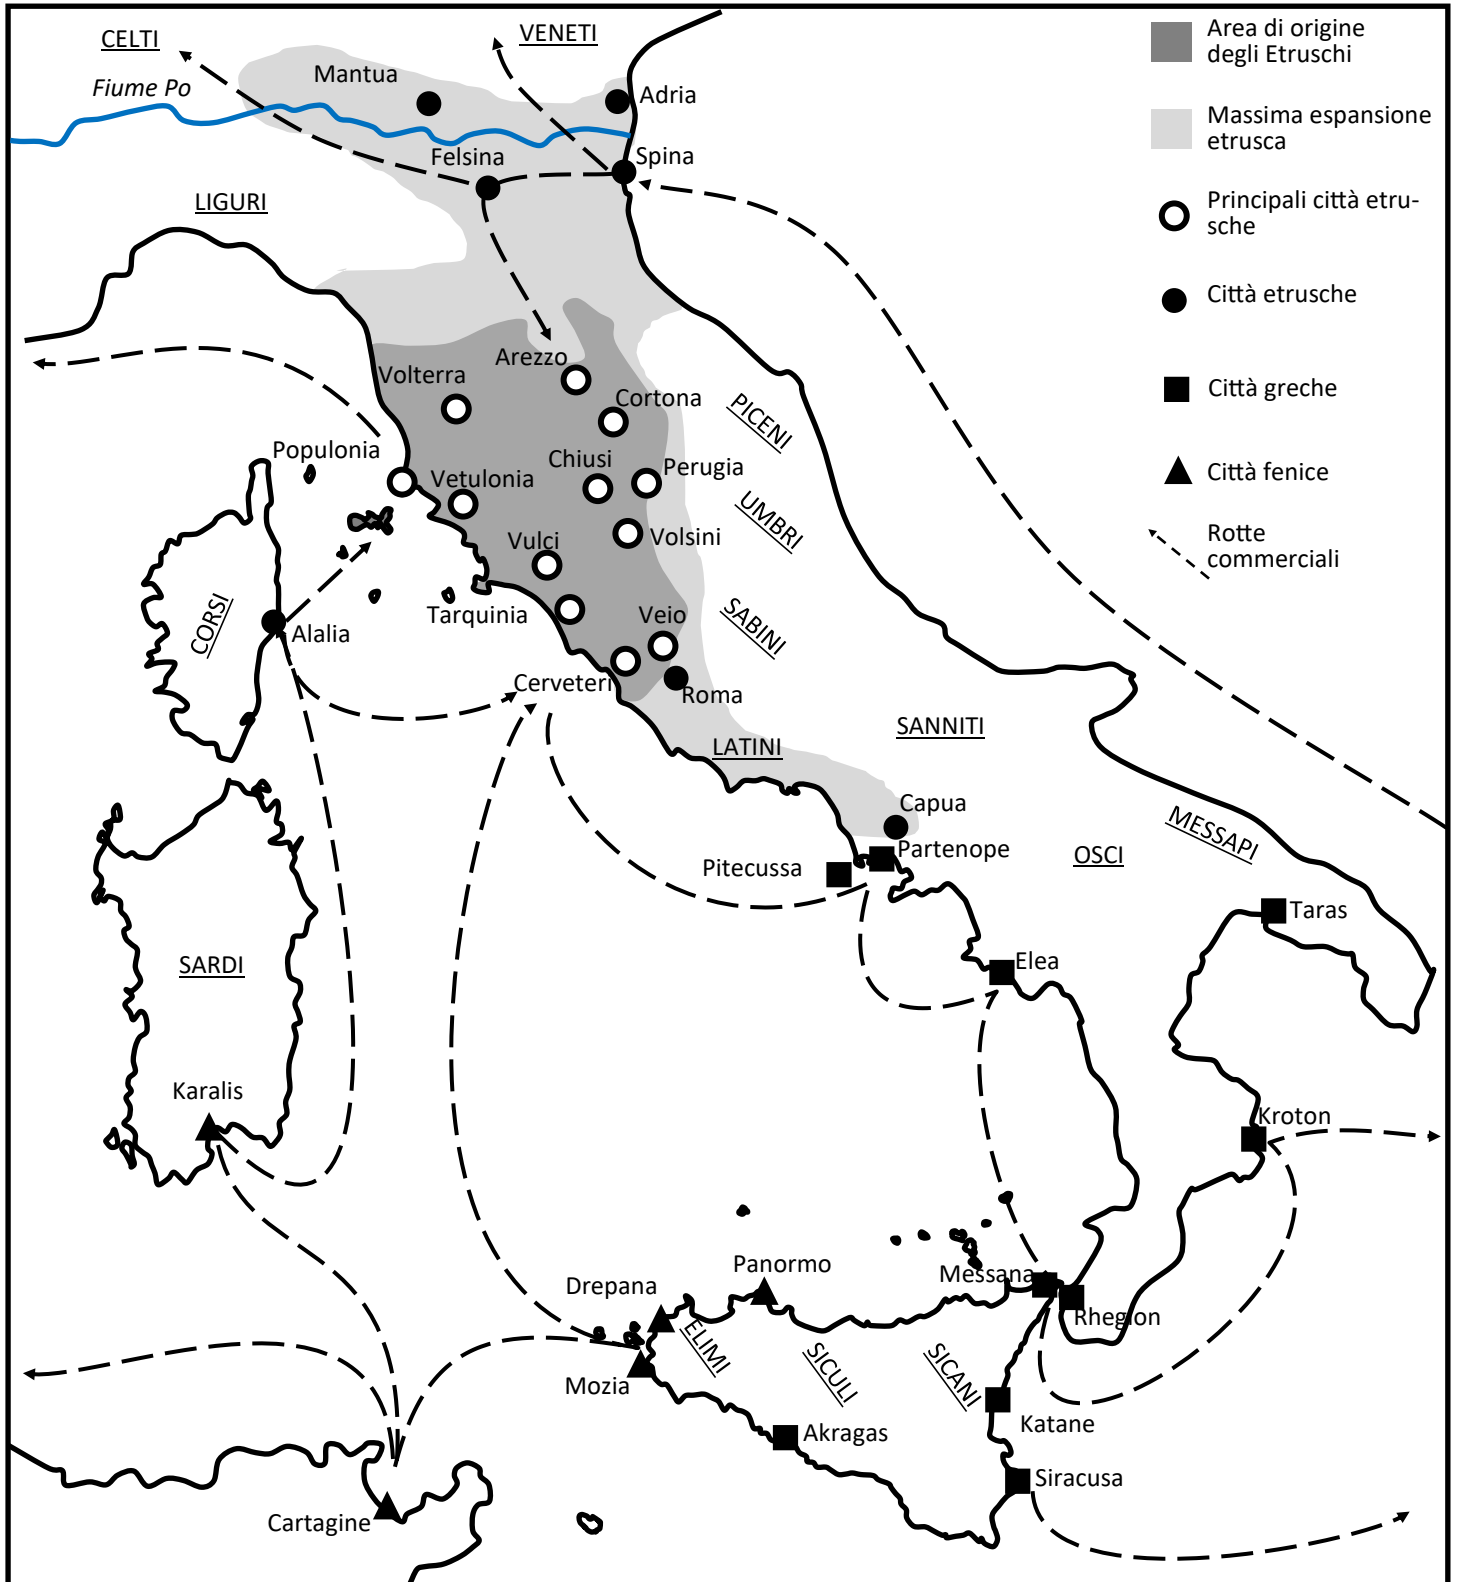 CELTI
VENETI
Area di origine
degli Etruschi
Mantua
Fiume Po
Adria
Massima espansione
etrusca
Felsina
Spina
LIGURI
Principali città etru-
sche
Città etrusche
Arezzo
Volterra
Cortona
Città greche
PICENI
Populonia
Chiusi
Perugia
Vetulonia
Città fenice
UMBRI
Vulci
Volsini
Rotte
commerciali
CORSI
Tarquinia
Veio
SABINI
Alalia
Cerveteri
Roma
SANNITI
LATINI
Capua
MESSAPI
Partenope
OSCI
Pitecussa
Taras
SARDI
Elea
Karalis
Kroton
Panormo
Messana
Drepana
Rhegion
ELIMI
SICULI
SICANI
Mozia
Katane
Akragas
Siracusa
Cartagine